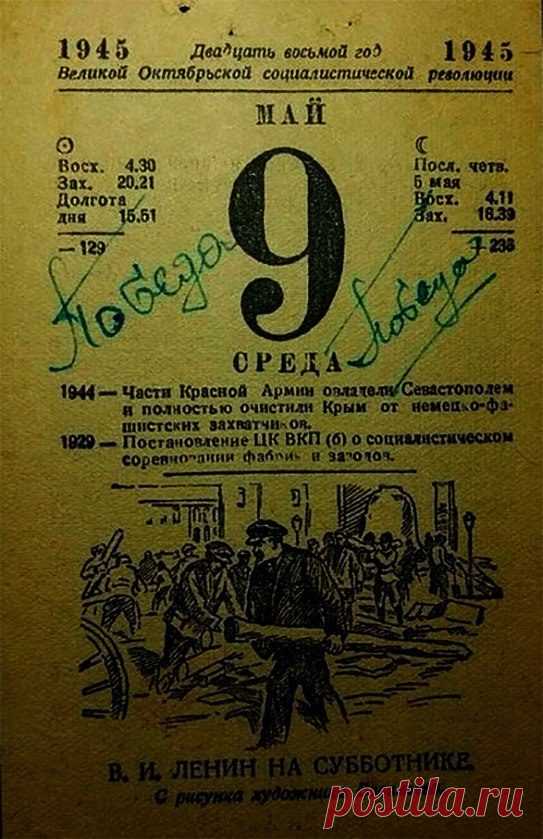 1945 Двадцать восьмой год 1945
Великой Октябрьской социалистической революции
МАЙ
Восх. 4.30
Зах. 20.21
Долгота
дня 15.51
— 129
9
Посл. четв.
5 мая
Восх. 4.11
Зах. 16.39
+ 236
Победа
Победа!
СРЕДА
1944 — Части Красной Армии овладели Севастополем
и полностью очистили Крым от немецко-фа-
шистских захватчиков.
1929 — Постановление ЦК ВКП (б) о социалистическом
соревновании фабрик и заводов.
В. И. ЛЕНИН НА СУББОТНИКЕ.
С рисунка художника
postila.ru